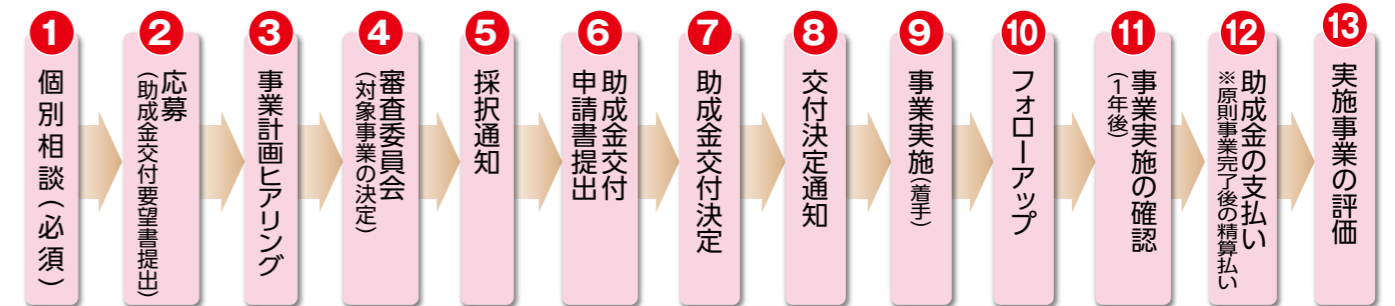 1
個別相談(必須)
2
応募
(助成金交付要望書提出)
3
事業計画ヒアリング
4
審査委員会
(対象事業の決定)
5
採択通知
6
助成金交付
申請書提出
7
助成金交付決定
8
交付決定通知
9
事業実施(着手)
10
フォローアップ
11
事業実施の確認
(1年後)
12
助成金の支払い
※原則事業完了後の精算払い
13
実施事業の評価